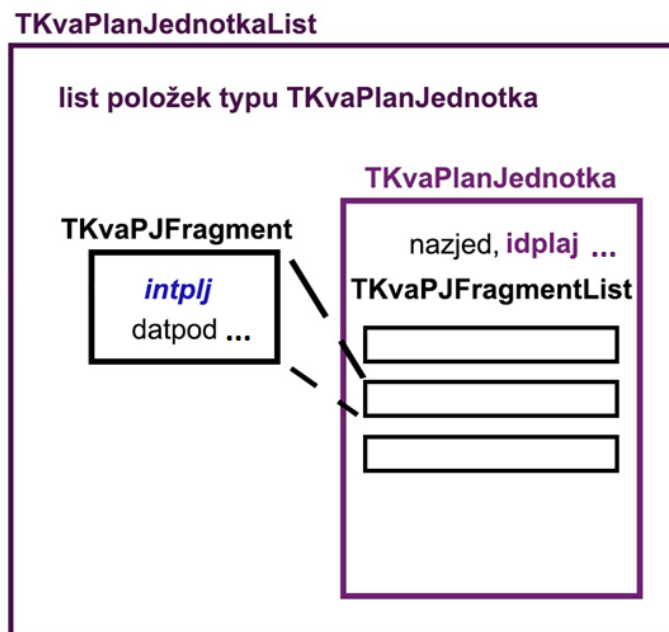 TKvaPlanJednotkaList
list položek typu TKvaPlanJednotka
TKvaPlanJednotka
TKvaPJFragment
nazjed, idplaj ...
intplj
TKvaPJFragmentList
datpod ...